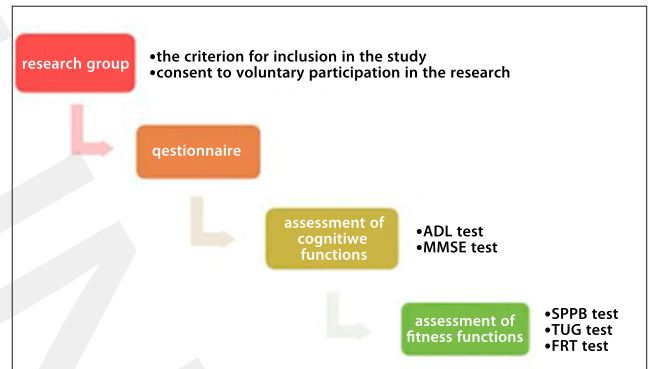 research group
•the criterion for inclusion in the study
•consent to voluntary participation in the research
qestionnaire
assessment of
cognitiwe
functions
•ADL test
•MMSE test
assessment of
fitness functions
•SPPB test
•TUG test
•FRT test